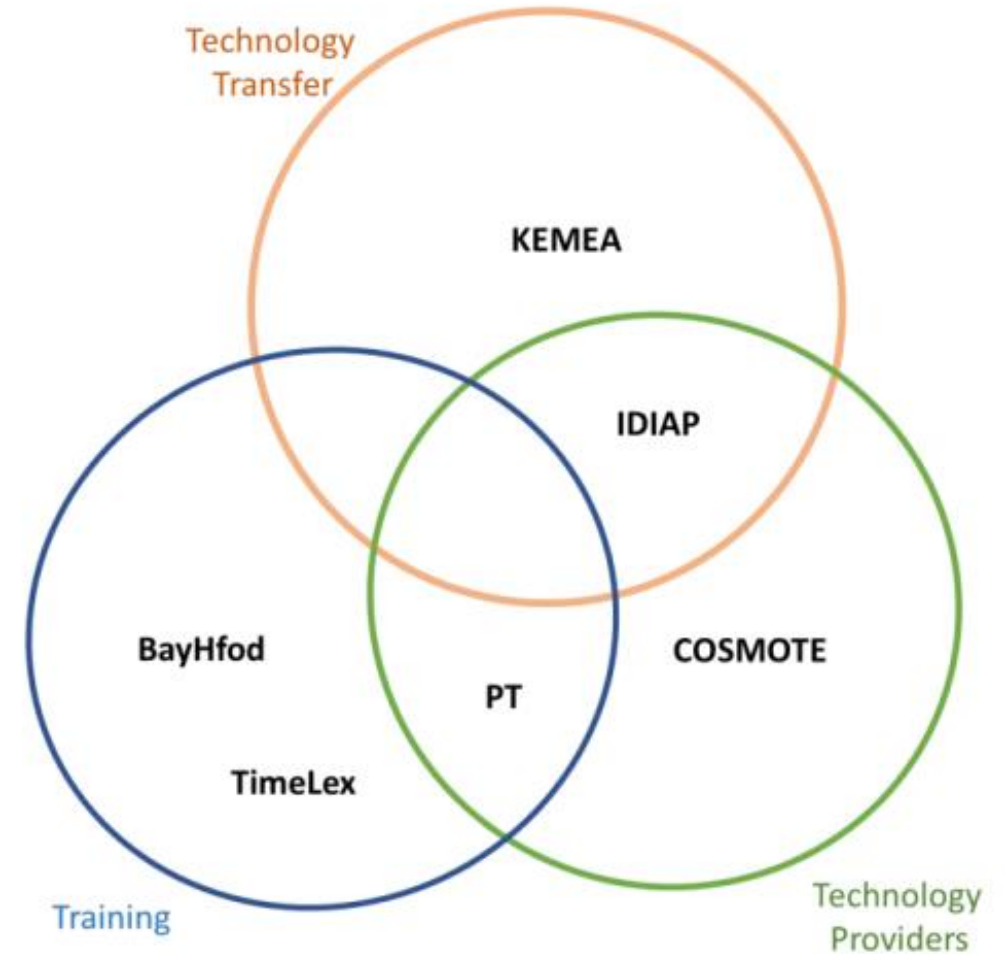 Technology
Transfer
KEMEA
IDIAP
BayHfod
COSMOTE
PT
TimeLex
Training
Technology
Providers